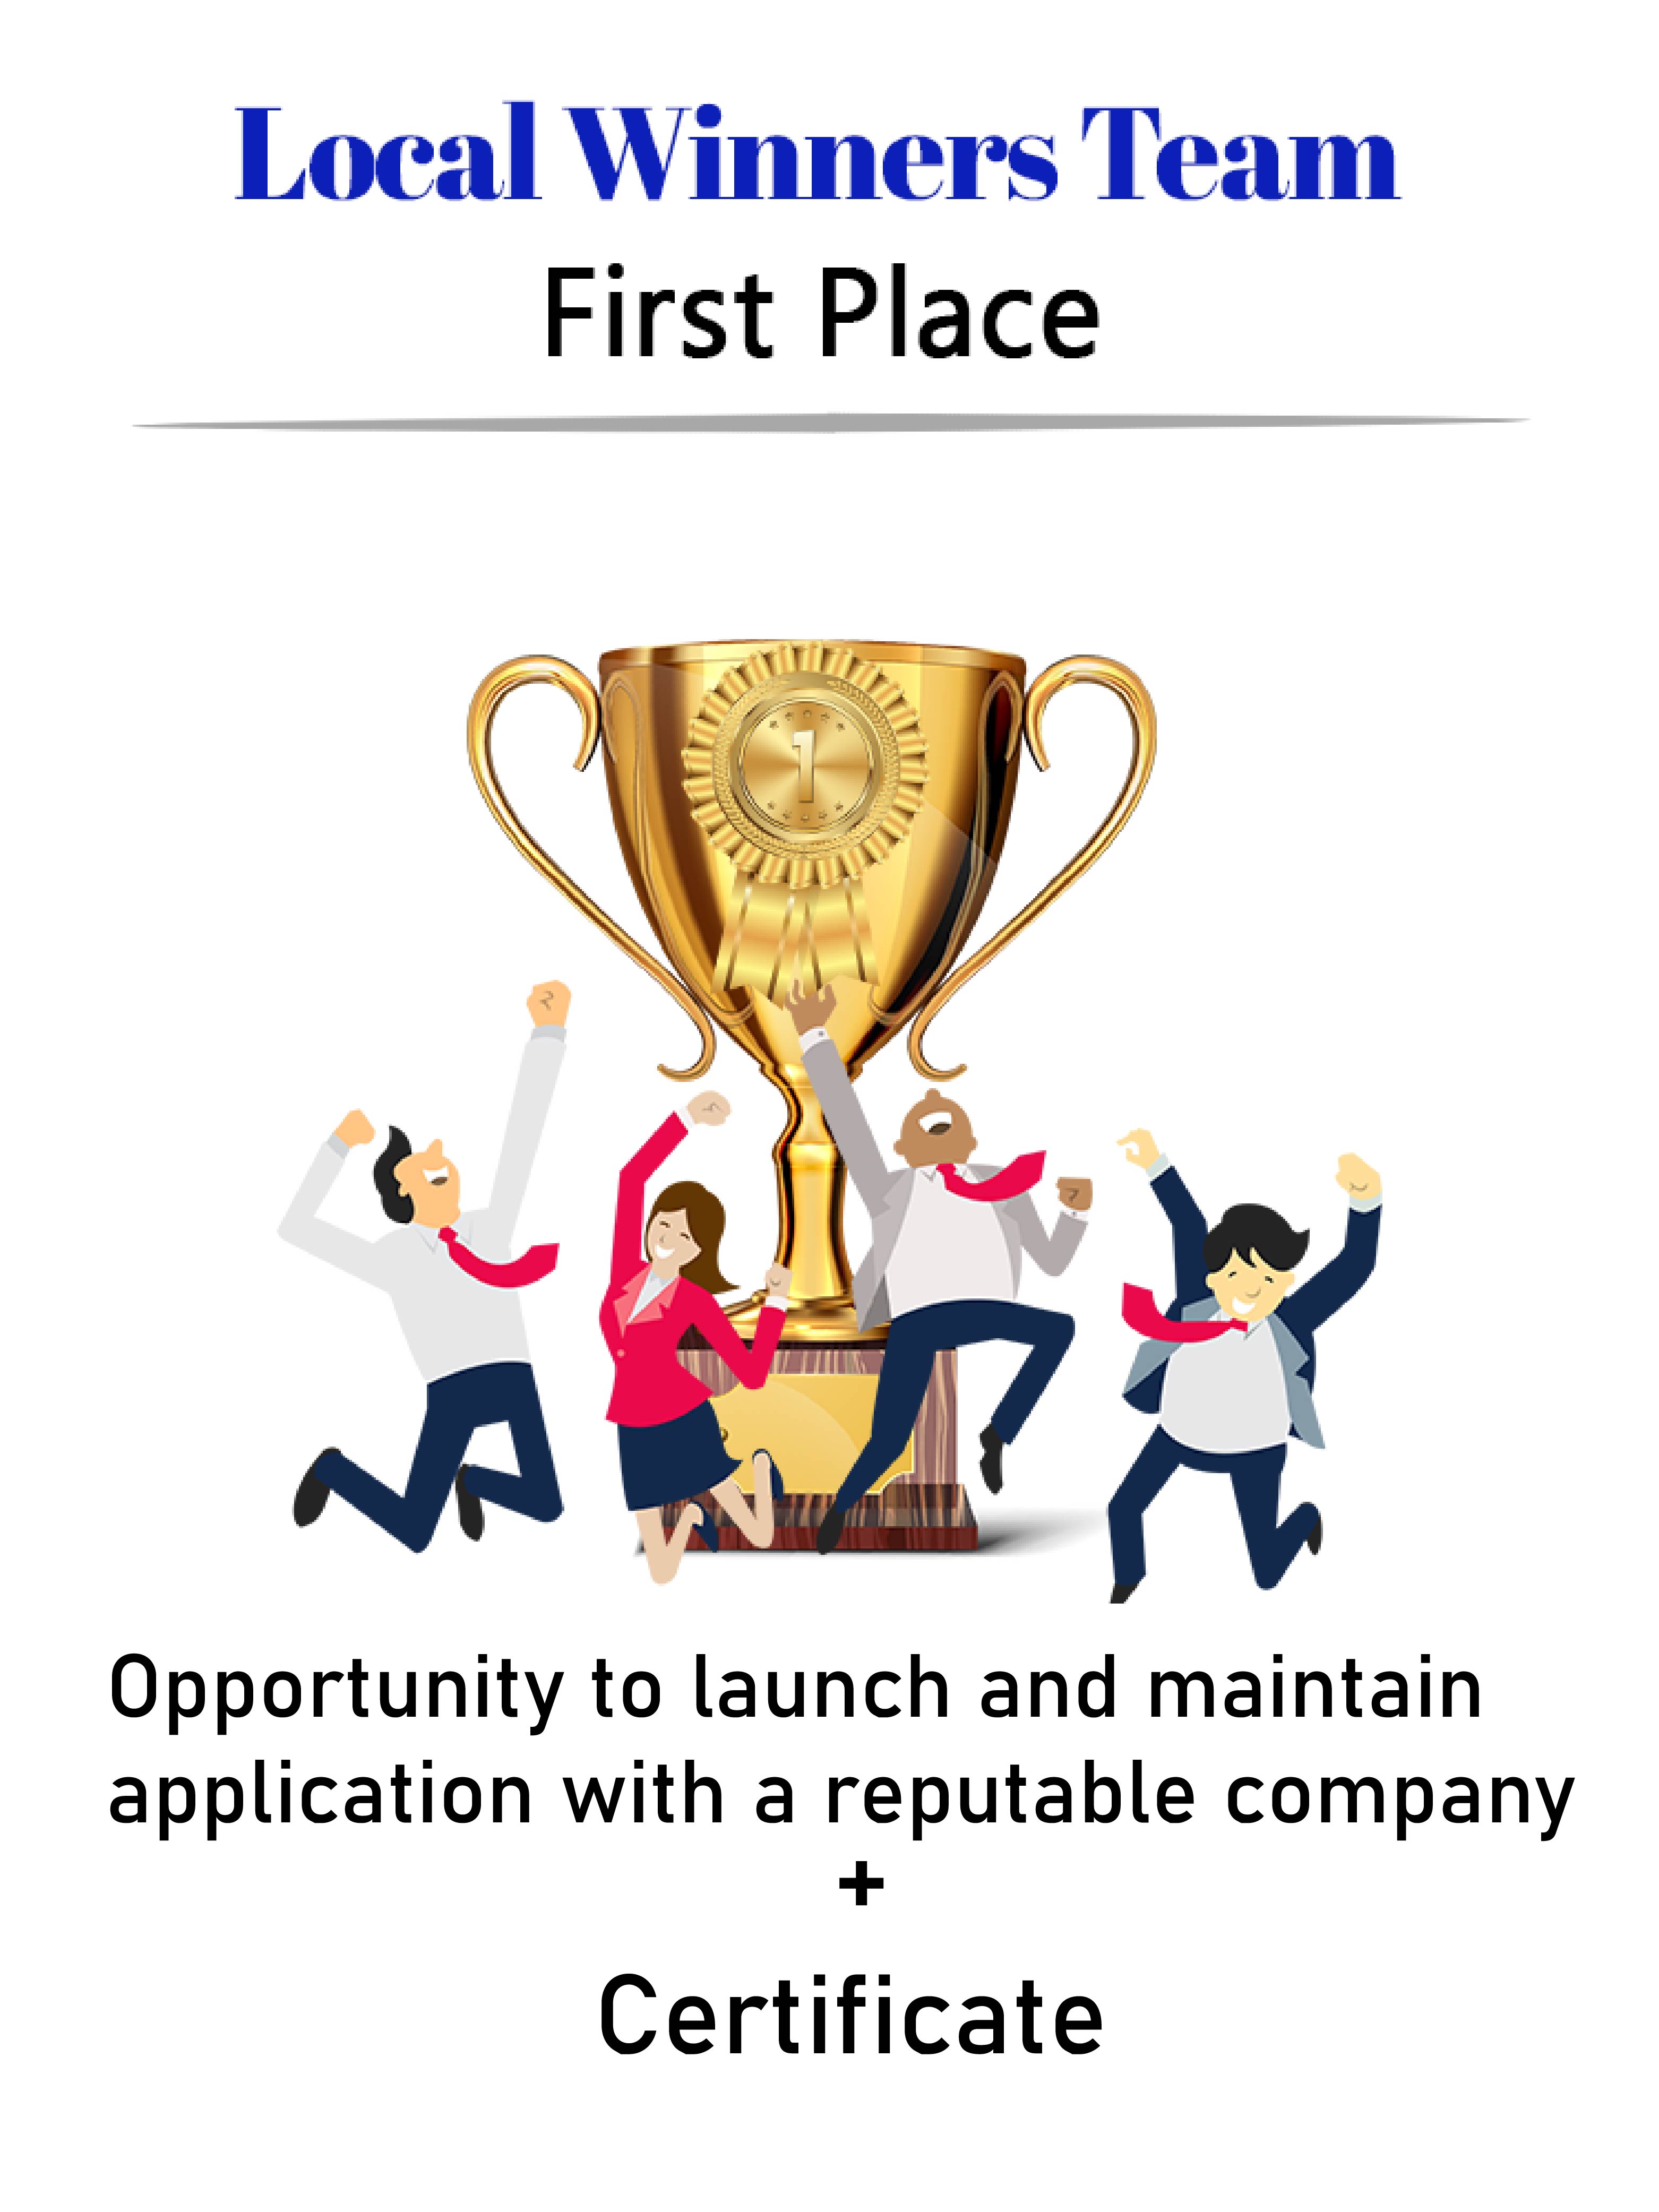 Local Winners Team
First Place
1
Opportunity to launch and maintain
application with a reputable company
+
Certificate